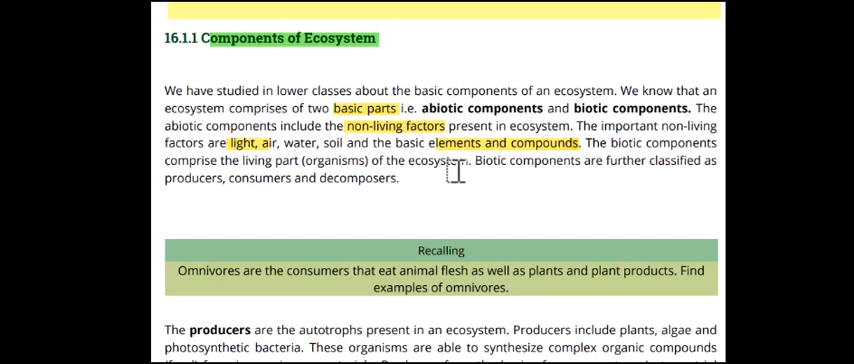 16.1.1 Components of Ecosystem
We have studied in lower classes about the basic components of an ecosystem. We know that an
ecosystem comprises of two basic parts i.e. abiotic components and biotic components. The
abiotic components include the non-living factors present in ecosystem. The important non-living
factors are light, air, water, soil and the basic elements and compounds. The biotic components
comprise the living part (organisms) of the ecosystem. Biotic components are further classified as
producers, consumers and decomposers.
Recalling
Omnivores are the consumers that eat animal flesh as well as plants and plant products. Find
examples of omnivores.
The producers are the autotrophs present in an ecosystem. Producers include plants, algae and
photosynthetic bacteria. These organisms are able to synthesize complex organic compounds